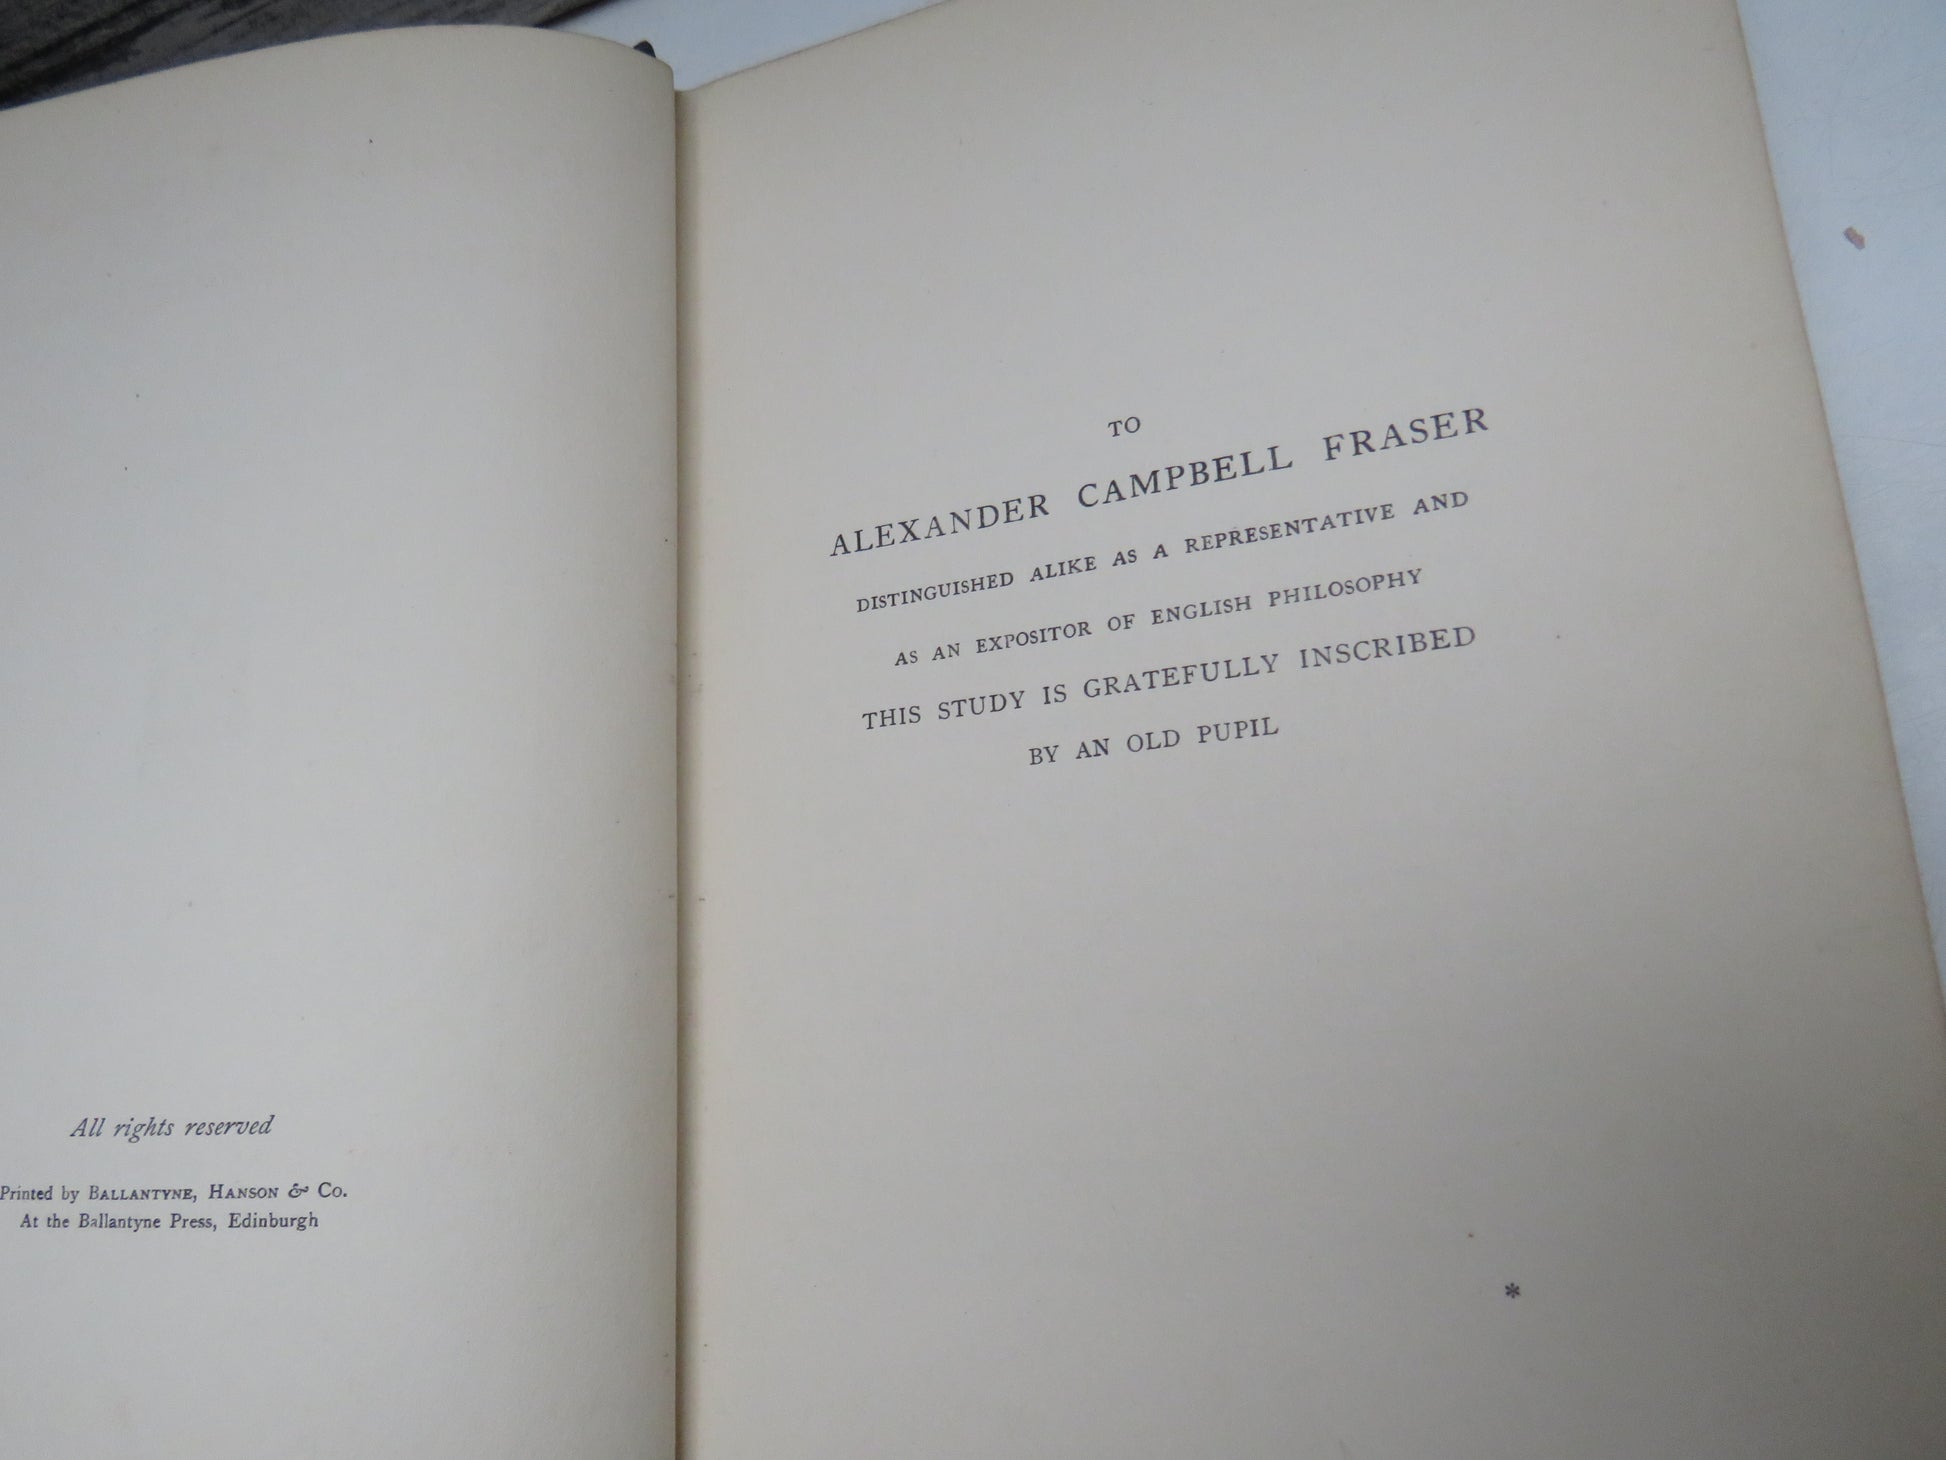 All rights reserved
Printed by BALLANTYNE, HANSON & Co.
At the Ballantyne Press, Edinburgh
TO
ALEXANDER CAMPBELL FRASER
DISTINGUISHED ALIKE AS A REPRESENTATIVE AND
AS AN EXPOSITOR OF ENGLISH PHILOSOPHY
THIS STUDY IS GRATEFULLY INSCRIBED
BY AN OLD PUPIL
*